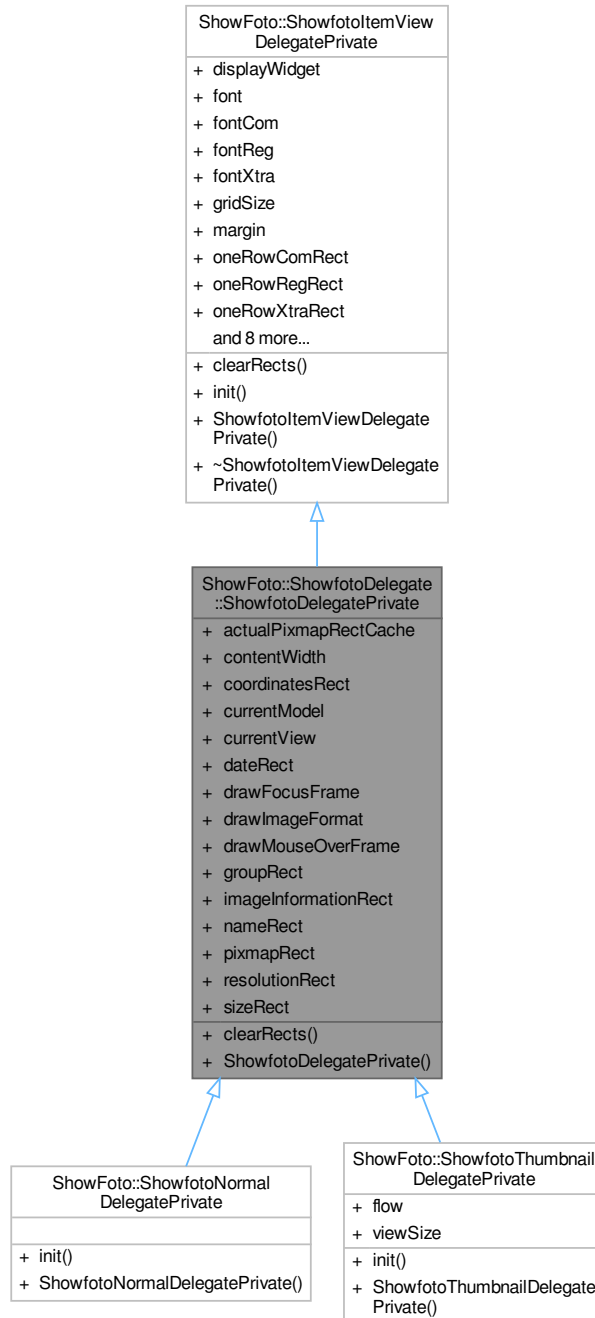 ShowFoto::ShowfotoItemView
DelegatePrivate
+ displayWidget
+ font
+ fontCom
+ fontReg
+ fontXtra
+ gridSize
+ margin
+ oneRowComRect
+ oneRowRegRect
+ oneRowXtraRect
and 8 more...
+ clearRects()
+ init()
+ ShowfotoItemViewDelegate
Private()
+ ~ShowfotoItemViewDelegate
Private()
ShowFoto::ShowfotoDelegate
::ShowfotoDelegatePrivate
+ actualPixmapRectCache
+ contentWidth
+ coordinatesRect
+ currentModel
+ currentView
+ dateRect
+ drawFocusFrame
+ drawImageFormat
+ drawMouseOverFrame
+ groupRect
+ imageInformationRect
+ nameRect
+ pixmapRect
+ resolutionRect
+ sizeRect
+ clearRects()
+ ShowfotoDelegatePrivate()
ShowFoto::ShowfotoNormal
DelegatePrivate
+ init()
+ ShowfotoNormalDelegatePrivate()
ShowFoto::ShowfotoThumbnail
DelegatePrivate
+ flow
+ viewSize
+ init()
+ ShowfotoThumbnailDelegate
Private()